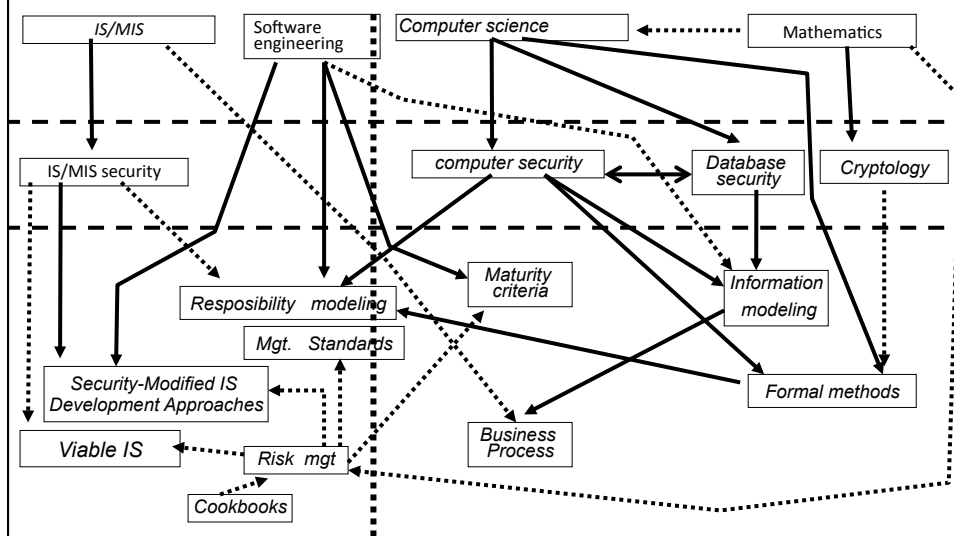 IS/MIS
Software
engineering
Computer science
Mathematics
IS/MIS security
computer security
Database
security
Cryptology
Resposibility modeling
Maturity
criteria
Information
modeling
Mgt. Standards
Security-Modified IS
Development Approaches
Formal methods
Viable IS
Risk mgt
Business
Process
Cookbooks